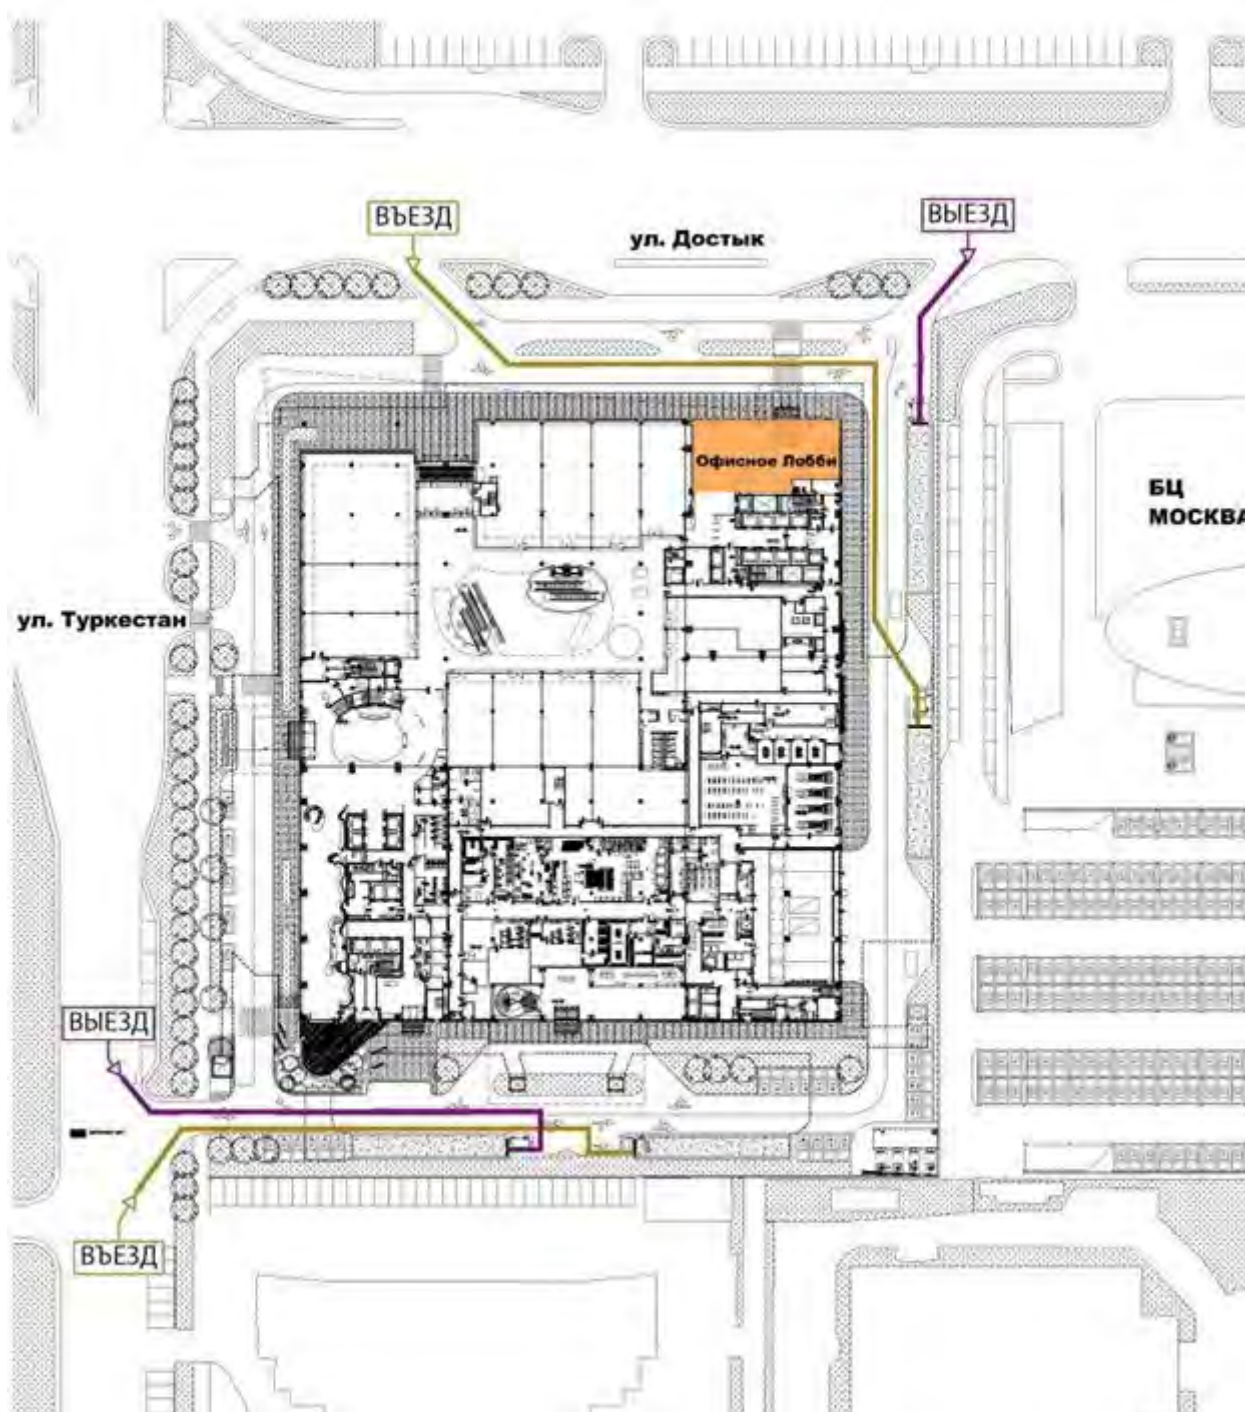 ВЪЕЗД
ВЫЕЗД
ул. Достык
Офисное Лобби
БЦ
МОСКВА
ул. Туркестан
ВЫЕЗД
ВЪЕЗД